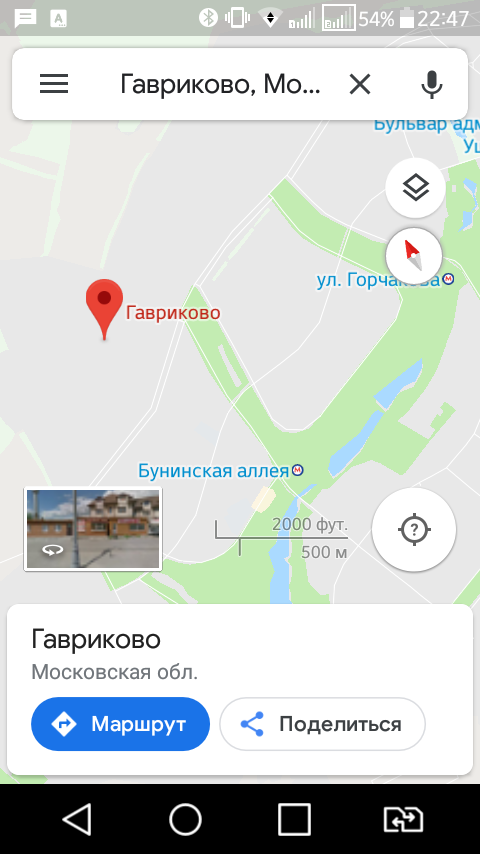 54% 22:47
Гавриково, Мо...
Бульвар адм
Уш
ул. Горчакова
Гавриково
Бунинская аллея
2000 фут.
500 м
Гавриково
Московская обл.
Маршрут
Поделиться